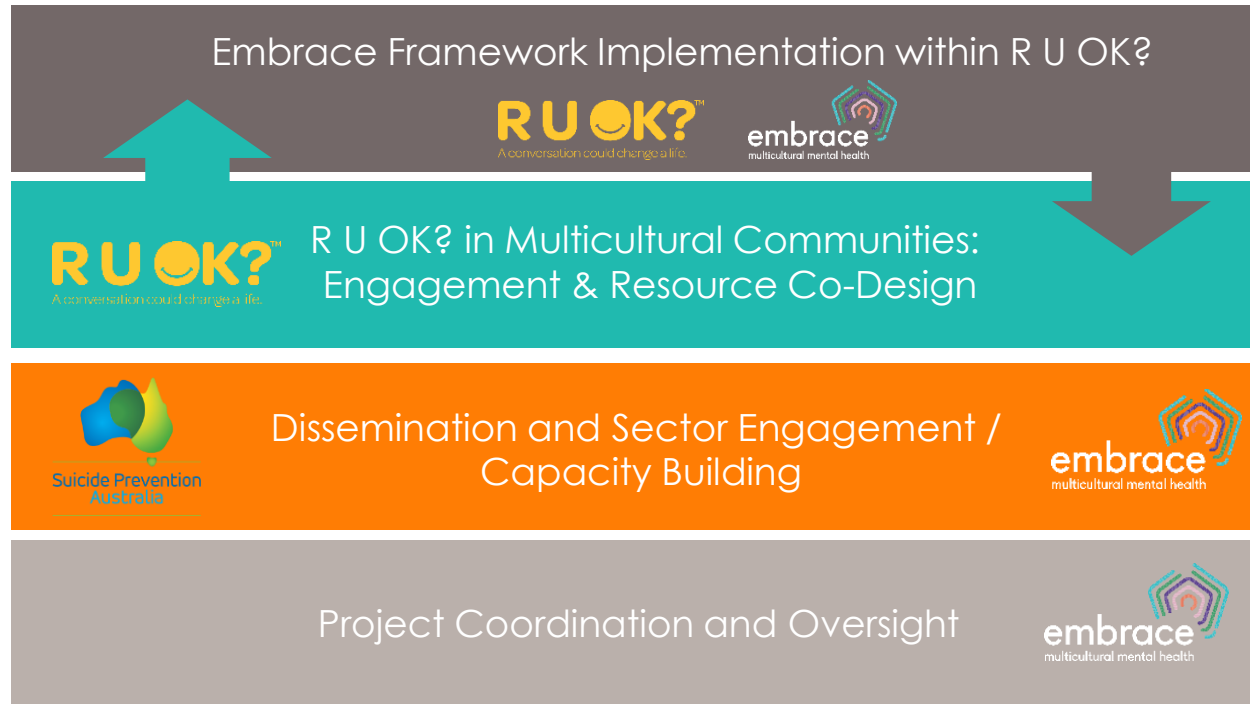 Embrace Framework Implementation within R U OK?
R U OK?™
A conversation could change a life.
embrace
multicultural mental health
R U OK?™
A conversation could change a life.
R U OK? in Multicultural Communities:
Engagement & Resource Co-Design
Suicide Prevention
Australia
Dissemination and Sector Engagement /
Capacity Building
embrace
multicultural mental health
Project Coordination and Oversight
embrace
multicultural mental health